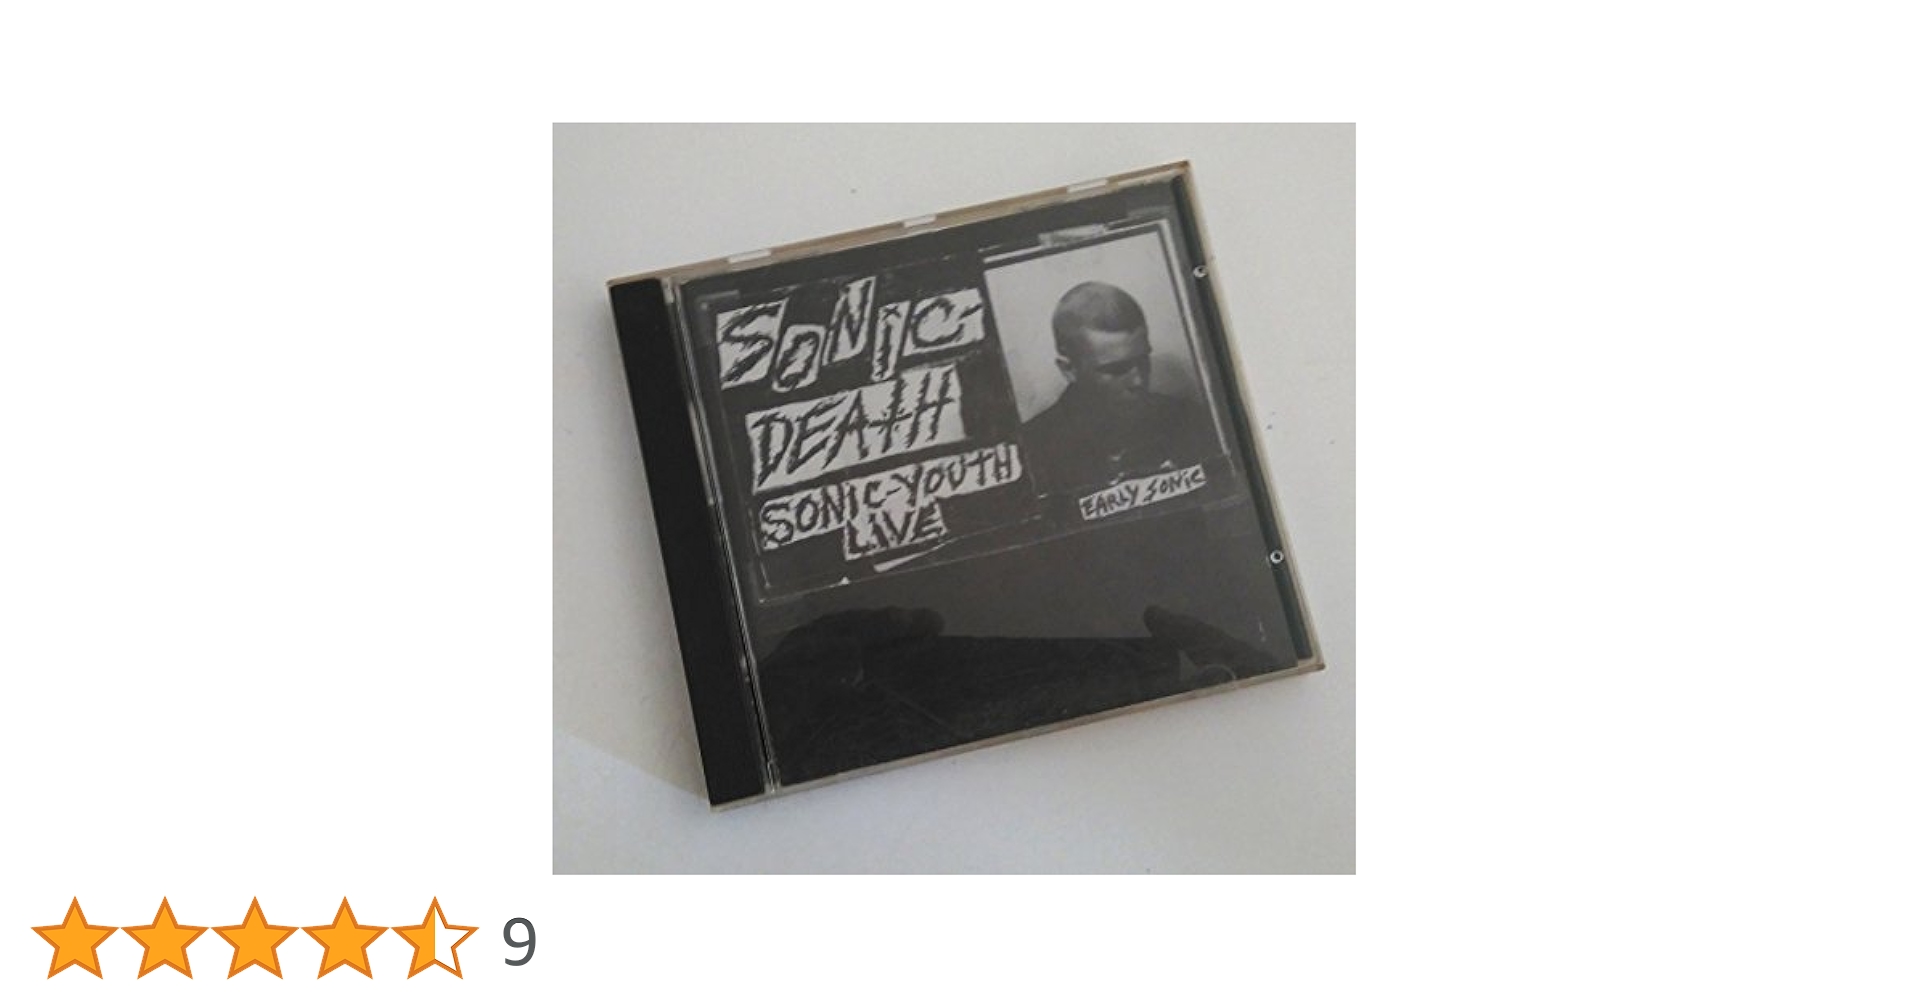 SONIC
DEATH
SONIC-YOUTH
LIVE
EARLY SONIC
9